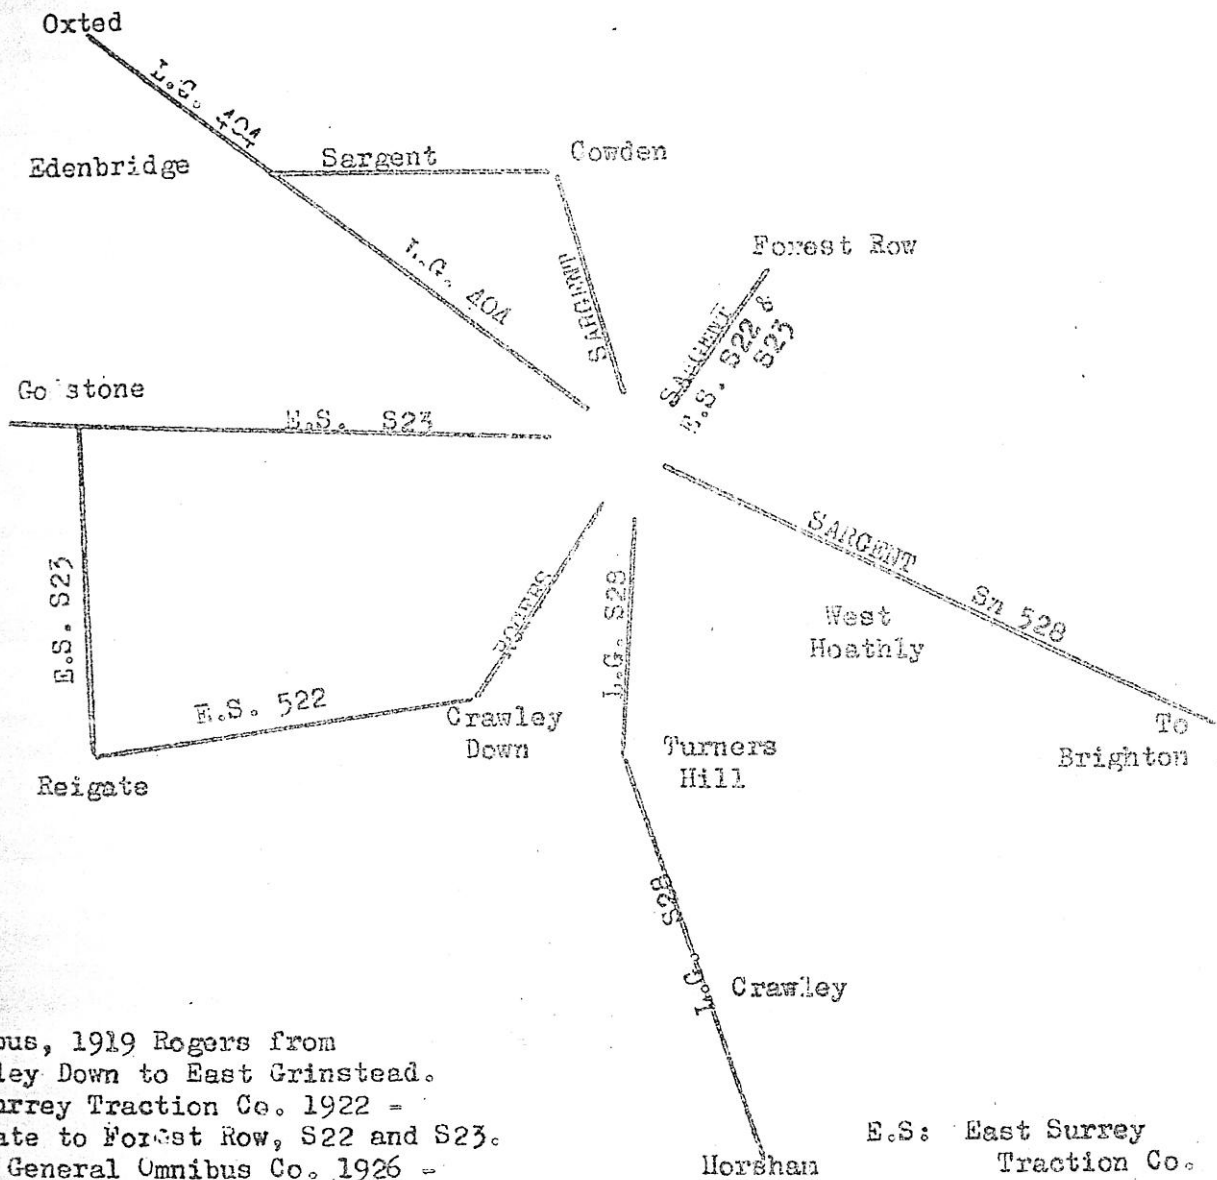 Oxted
L.G. 404
Edenbridge
Sargent
Cowden
L.G. 404
SARGENT
Forest Row
SARGENT
E.S. S22 &
S23
Go stone
E.S. S23
E.S. S23
SARGENT
Sn 528
West
Hoathly
To
Brighton
L.G. S28
E.S. 522
Crawley
Down
Turners
Hill
Reigate
S28
L.G.
Crawley
Horsham
bus, 1919 Rogers from
ley Down to East Grinstead.
urrey Traction Co. 1922 -
ate to Forest Row, S22 and S23.
General Omnibus Co. 1926 -
E.S: East Surrey
Traction Co.